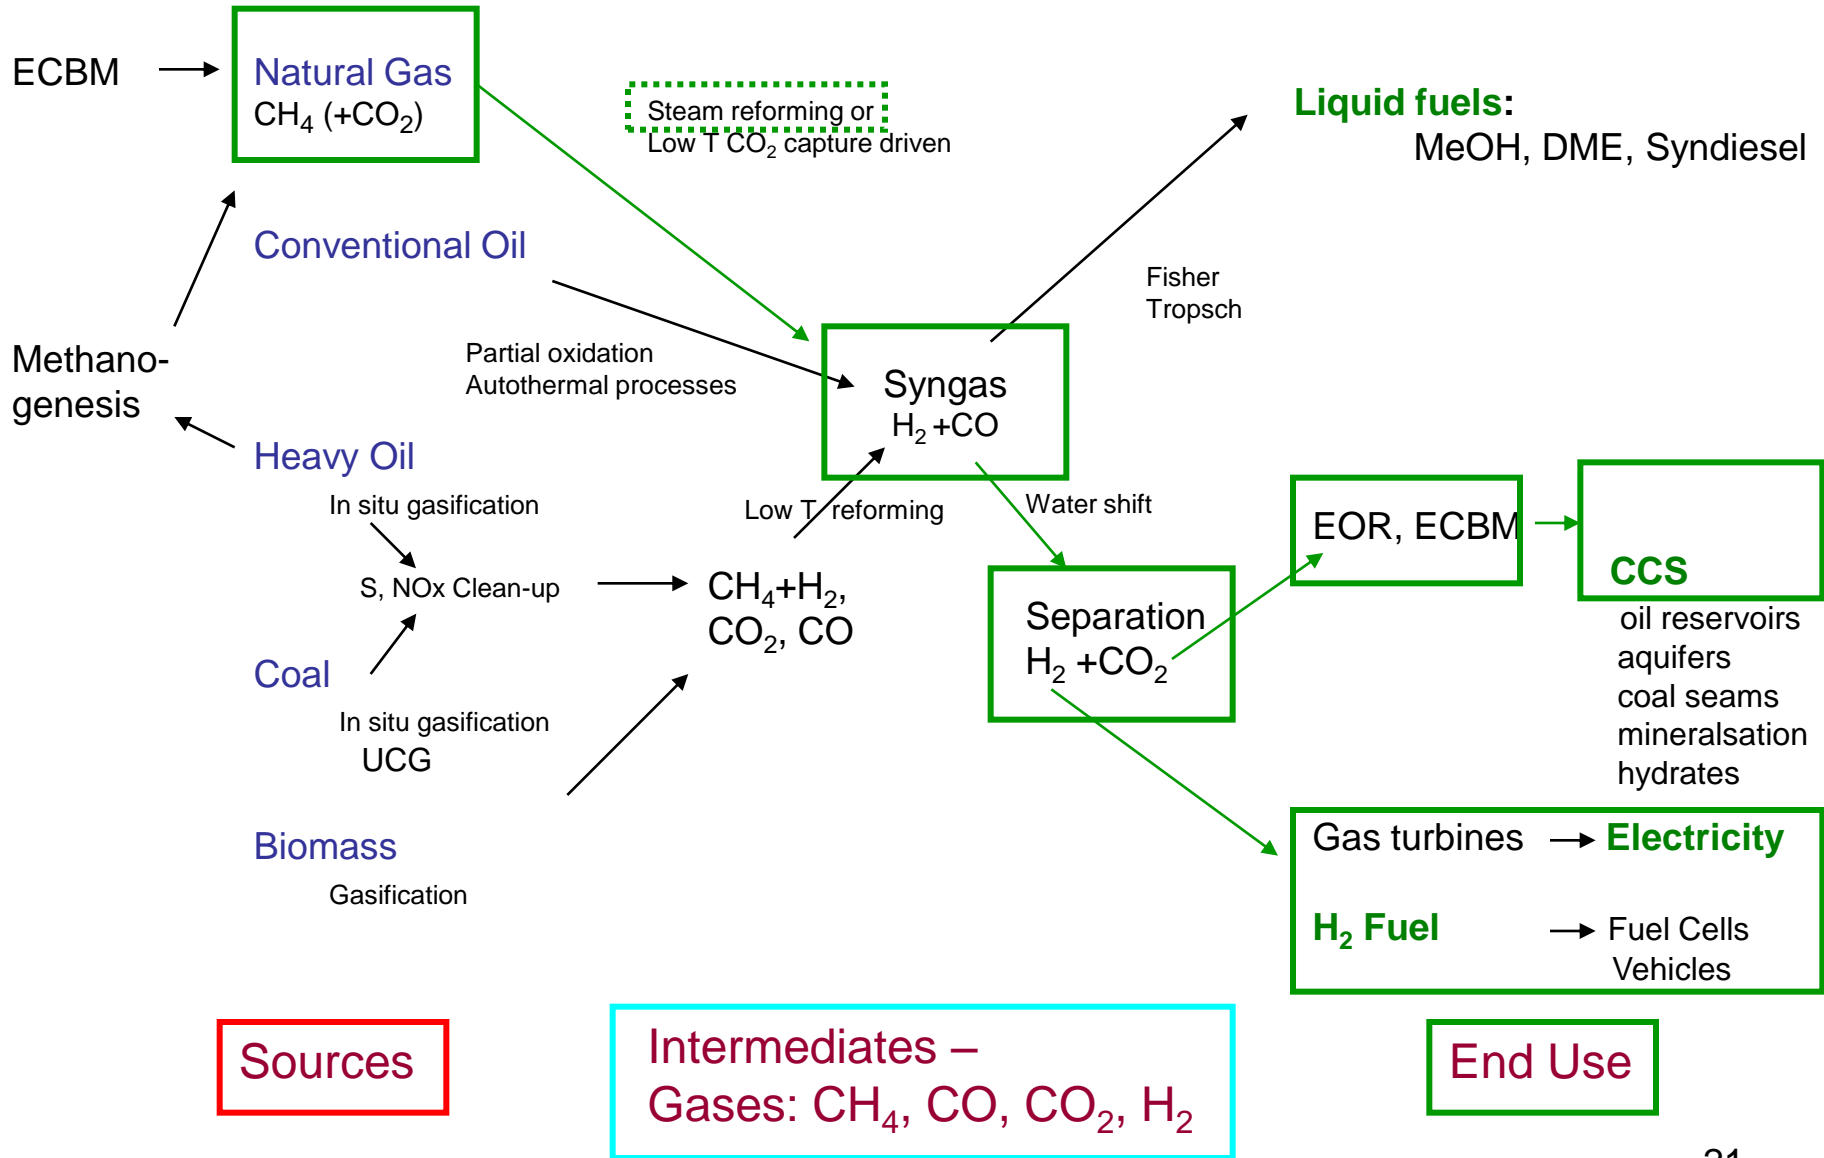 ECBM
Natural Gas
CH₄ (+CO₂)
Steam reforming or
Low T CO₂ capture driven
Liquid fuels:
MeOH, DME, Syndiesel
Conventional Oil
Fisher
Tropsch
Methano-
genesis
Partial oxidation
Autothermal processes
Syngas
H₂ +CO
Heavy Oil
In situ gasification
Low T reforming
Water shift
EOR, ECBM
CCS
oil reservoirs
aquifers
coal seams
mineralsation
hydrates
S, NOx Clean-up
CH₄+H₂,
CO₂, CO
Separation
H₂ +CO₂
Coal
In situ gasification
UCG
Biomass
Gasification
Gas turbines
Electricity
H₂ Fuel
Fuel Cells
Vehicles
Sources
Intermediates –
Gases: CH₄, CO, CO₂, H₂
End Use
21